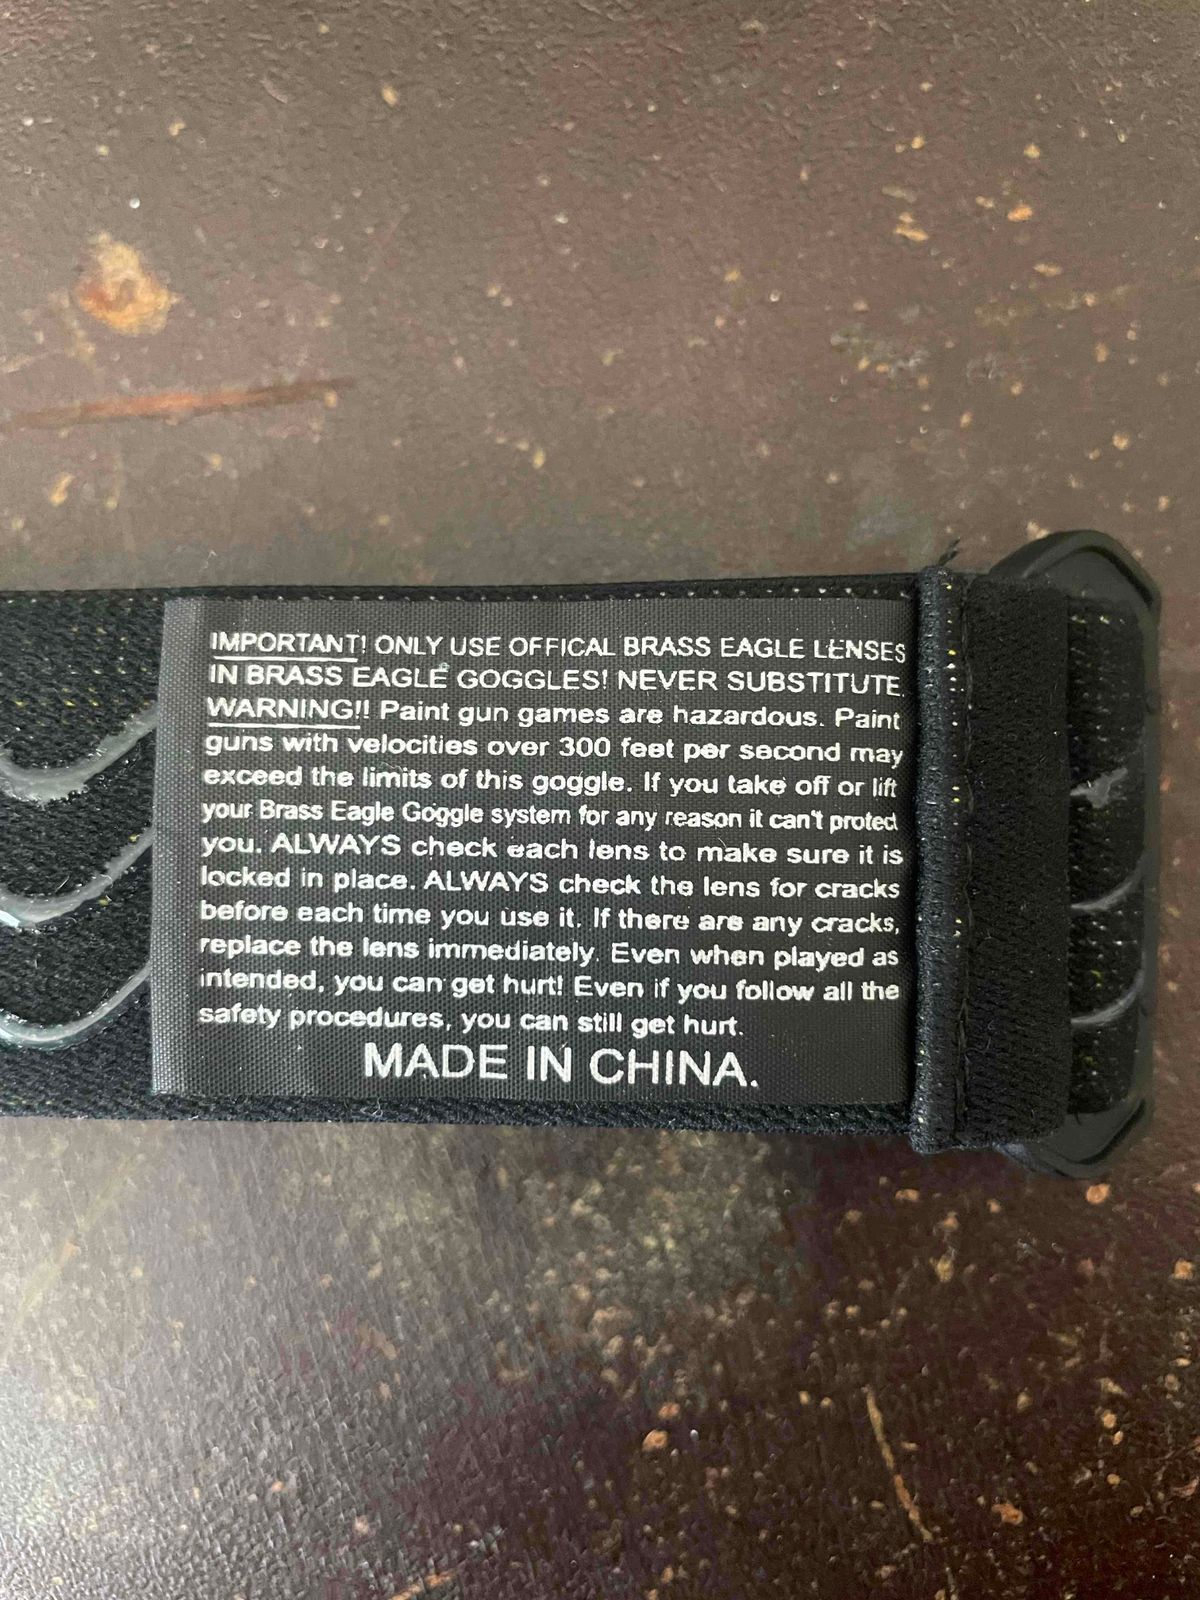 IMPORTANT! ONLY USE OFFICAL BRASS EAGLE LENSES
IN BRASS EAGLE GOGGLES! NEVER SUBSTITUTE.
WARNING!! Paint gun games are hazardous. Paint
guns with velocities over 300 feet per second may
exceed the limits of this goggle. If you take off or lift
your Brass Eagle Goggle system for any reason it can't protect
you. ALWAYS check each lens to make sure it is
locked in place. ALWAYS check the lens for cracks
before each time you use it. If there are any cracks,
replace the lens immediately. Even when played as
intended, you can get hurt! Even if you follow all the
safety procedures, you can still get hurt.
MADE IN CHINA.